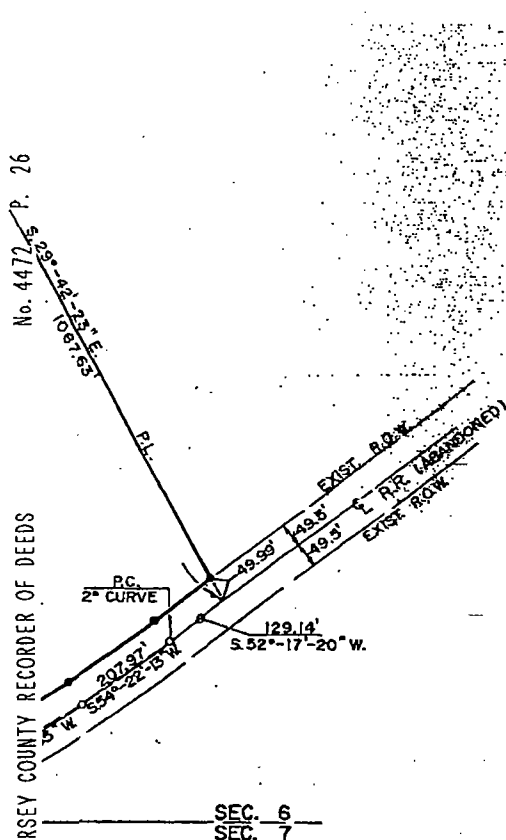 No. 4472 P. 26
S. 29°-42'-23" E.
1087.63'
P.L.
EXIST. R.O.W.
℄ R.R. (ABANDONED)
EXIST R.O.W.
49.5'
49.5'
49.99'
P.C.
2° CURVE
129.14'
S.52°-17'-20" W.
207.97'
S.54°-22'-13" W.
" W.
RSEY COUNTY RECORDER OF DEEDS
SEC. 6
SEC. 7